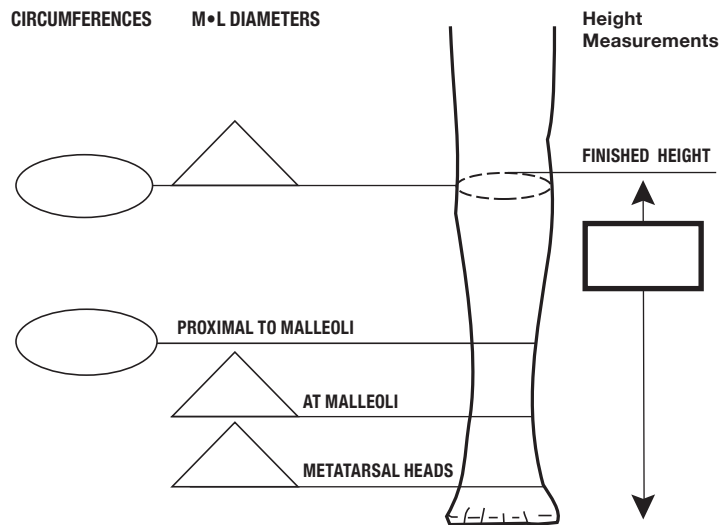 CIRCUMFERENCES
M•L DIAMETERS
Height
Measurements
FINISHED HEIGHT
PROXIMAL TO MALLEOLI
AT MALLEOLI
METATARSAL HEADS